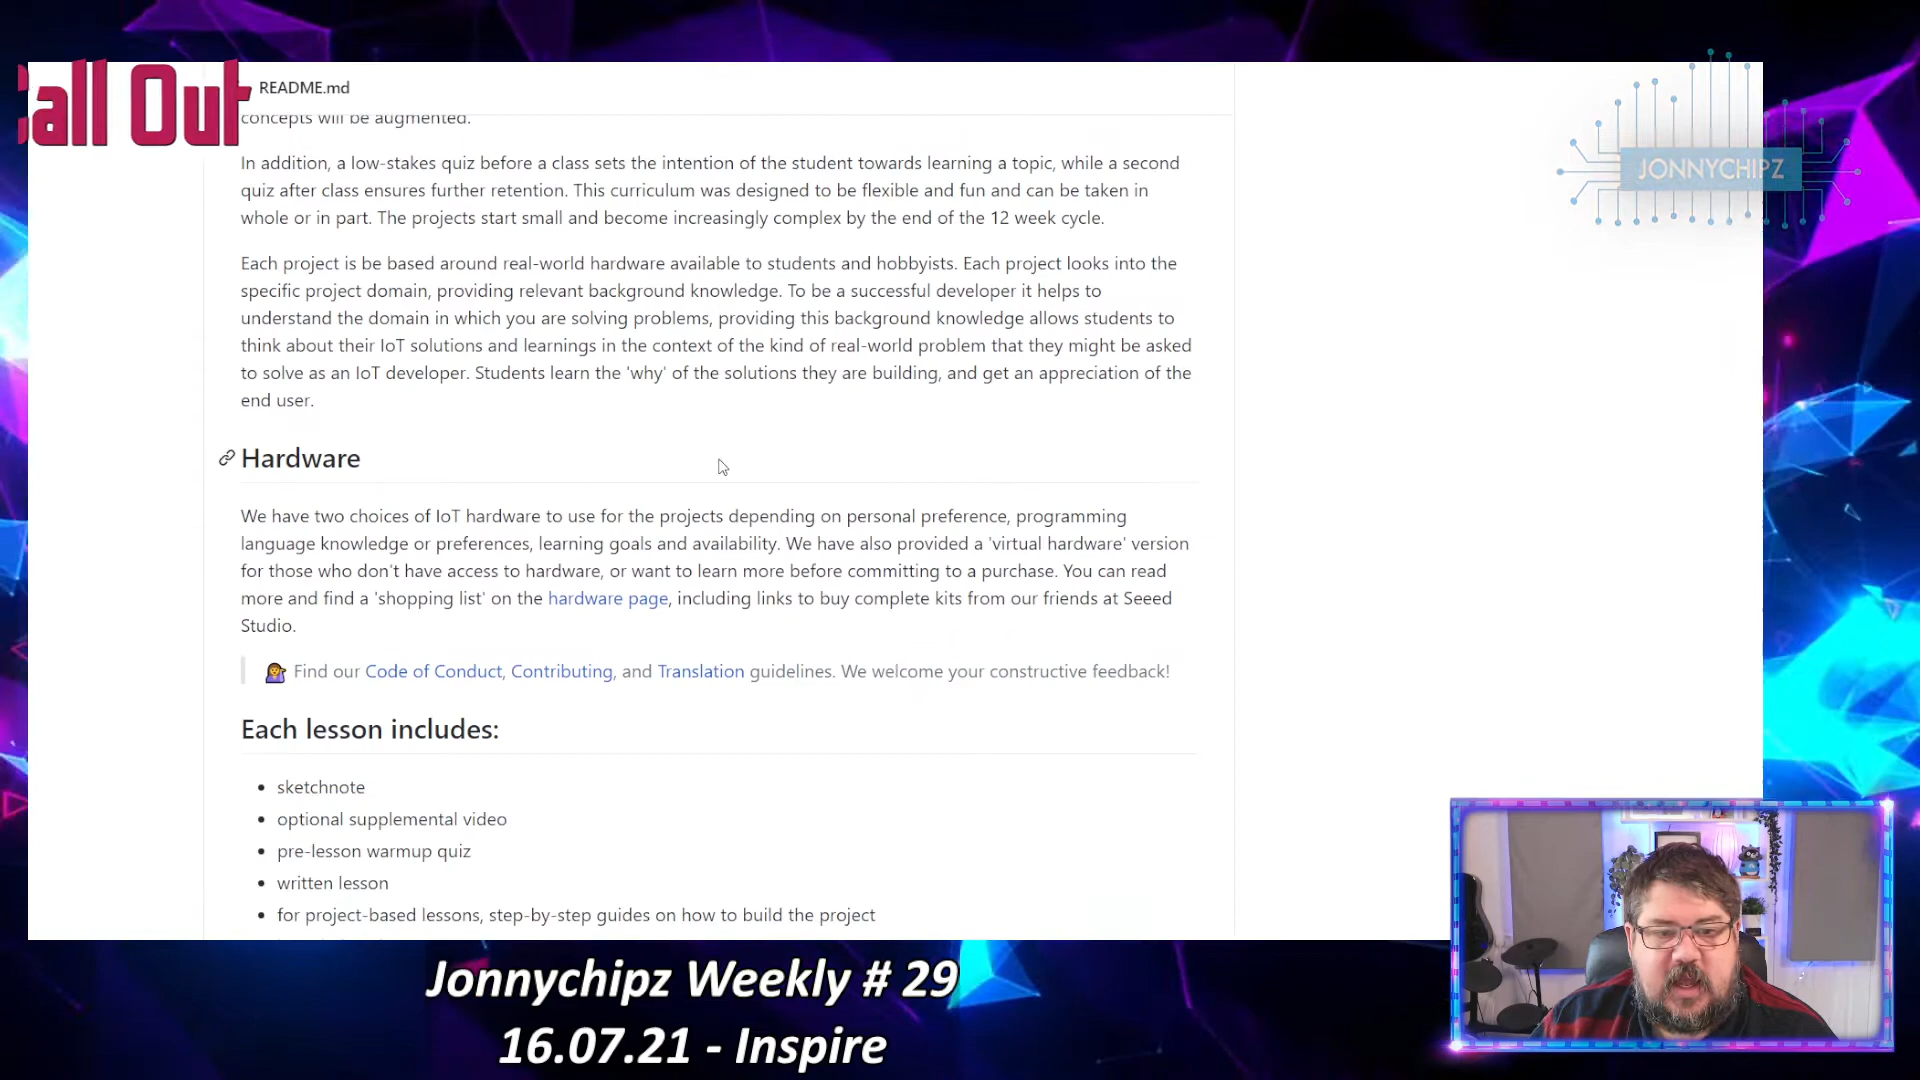 all Out
README.md
JONNYCHIPZ
concepts will be augmented.
In addition, a low-stakes quiz before a class sets the intention of the student towards learning a topic, while a second
quiz after class ensures further retention. This curriculum was designed to be flexible and fun and can be taken in
whole or in part. The projects start small and become increasingly complex by the end of the 12 week cycle.
Each project is be based around real-world hardware available to students and hobbyists. Each project looks into the
specific project domain, providing relevant background knowledge. To be a successful developer it helps to
understand the domain in which you are solving problems, providing this background knowledge allows students to
think about their IoT solutions and learnings in the context of the kind of real-world problem that they might be asked
to solve as an IoT developer. Students learn the 'why' of the solutions they are building, and get an appreciation of the
end user.
Hardware
We have two choices of IoT hardware to use for the projects depending on personal preference, programming
language knowledge or preferences, learning goals and availability. We have also provided a 'virtual hardware' version
for those who don't have access to hardware, or want to learn more before committing to a purchase. You can read
more and find a 'shopping list' on the hardware page, including links to buy complete kits from our friends at Seeed
Studio.
Find our Code of Conduct, Contributing, and Translation guidelines. We welcome your constructive feedback!
Each lesson includes:
• sketchnote
• optional supplemental video
• pre-lesson warmup quiz
• written lesson
• for project-based lessons, step-by-step guides on how to build the project
Jonnychipz Weekly # 29
16.07.21 - Inspire